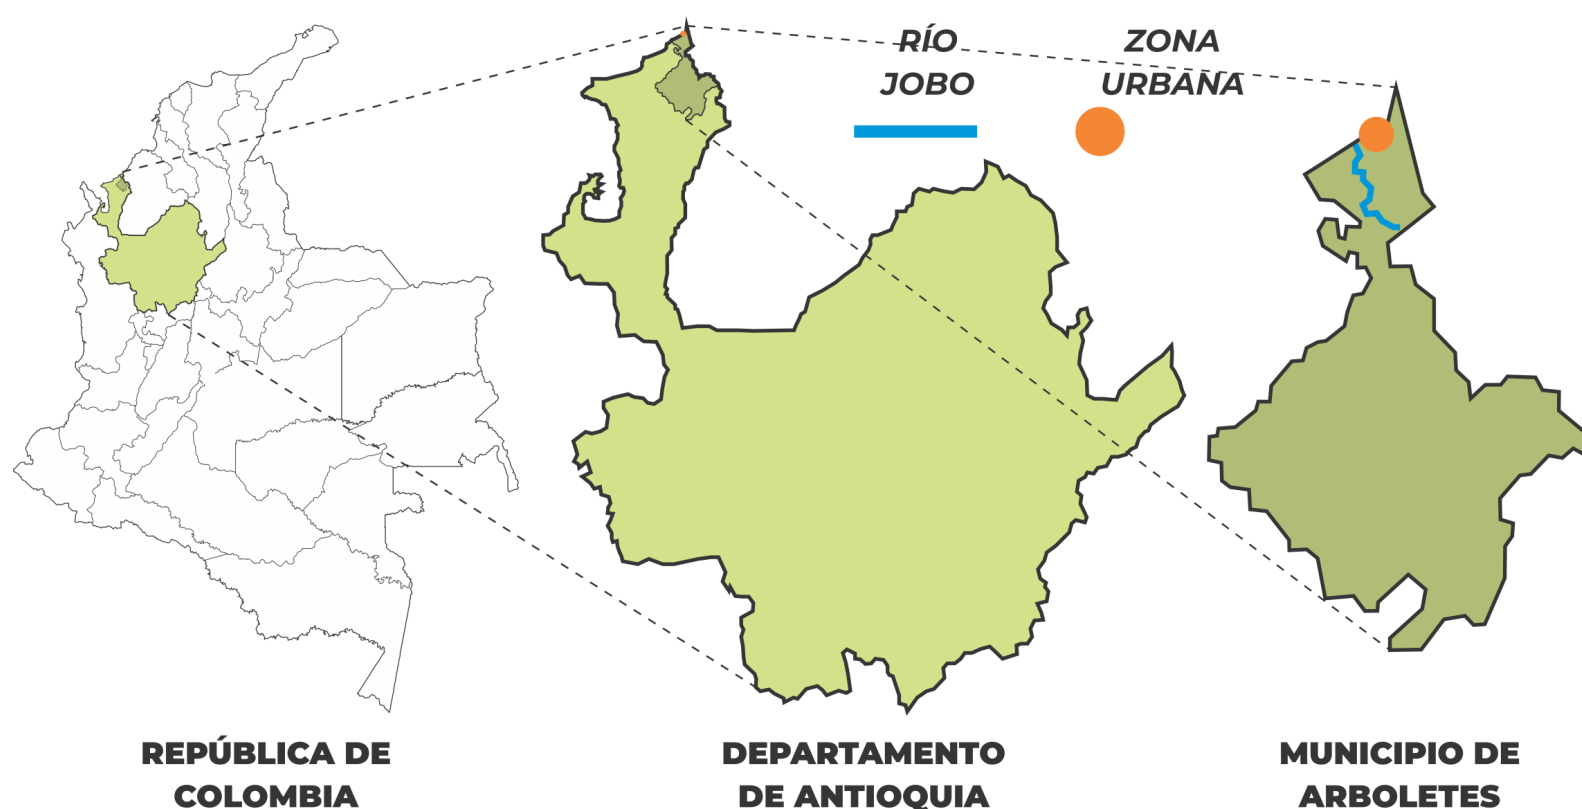 RÍO
JOBO
ZONA
URBANA
REPÚBLICA DE
COLOMBIA
DEPARTAMENTO
DE ANTIOQUIA
MUNICIPIO DE
ARBOLETES